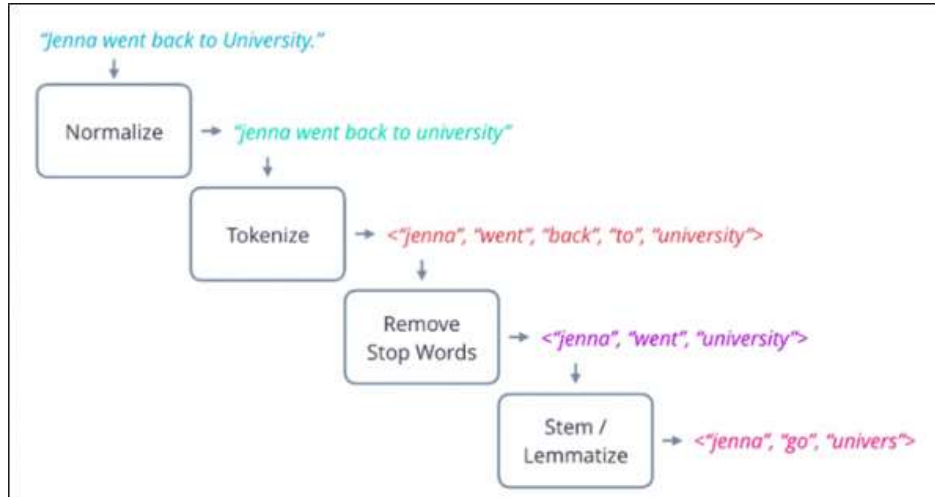 “Jenna went back to University.”
Normalize
“jenna went back to university”
Tokenize
<“jenna”, “went”, “back”, “to”, “university”>
Remove
Stop Words
<“jenna”, “went”, “university”>
Stem /
Lemmatize
<“jenna”, “go”, “univers”>